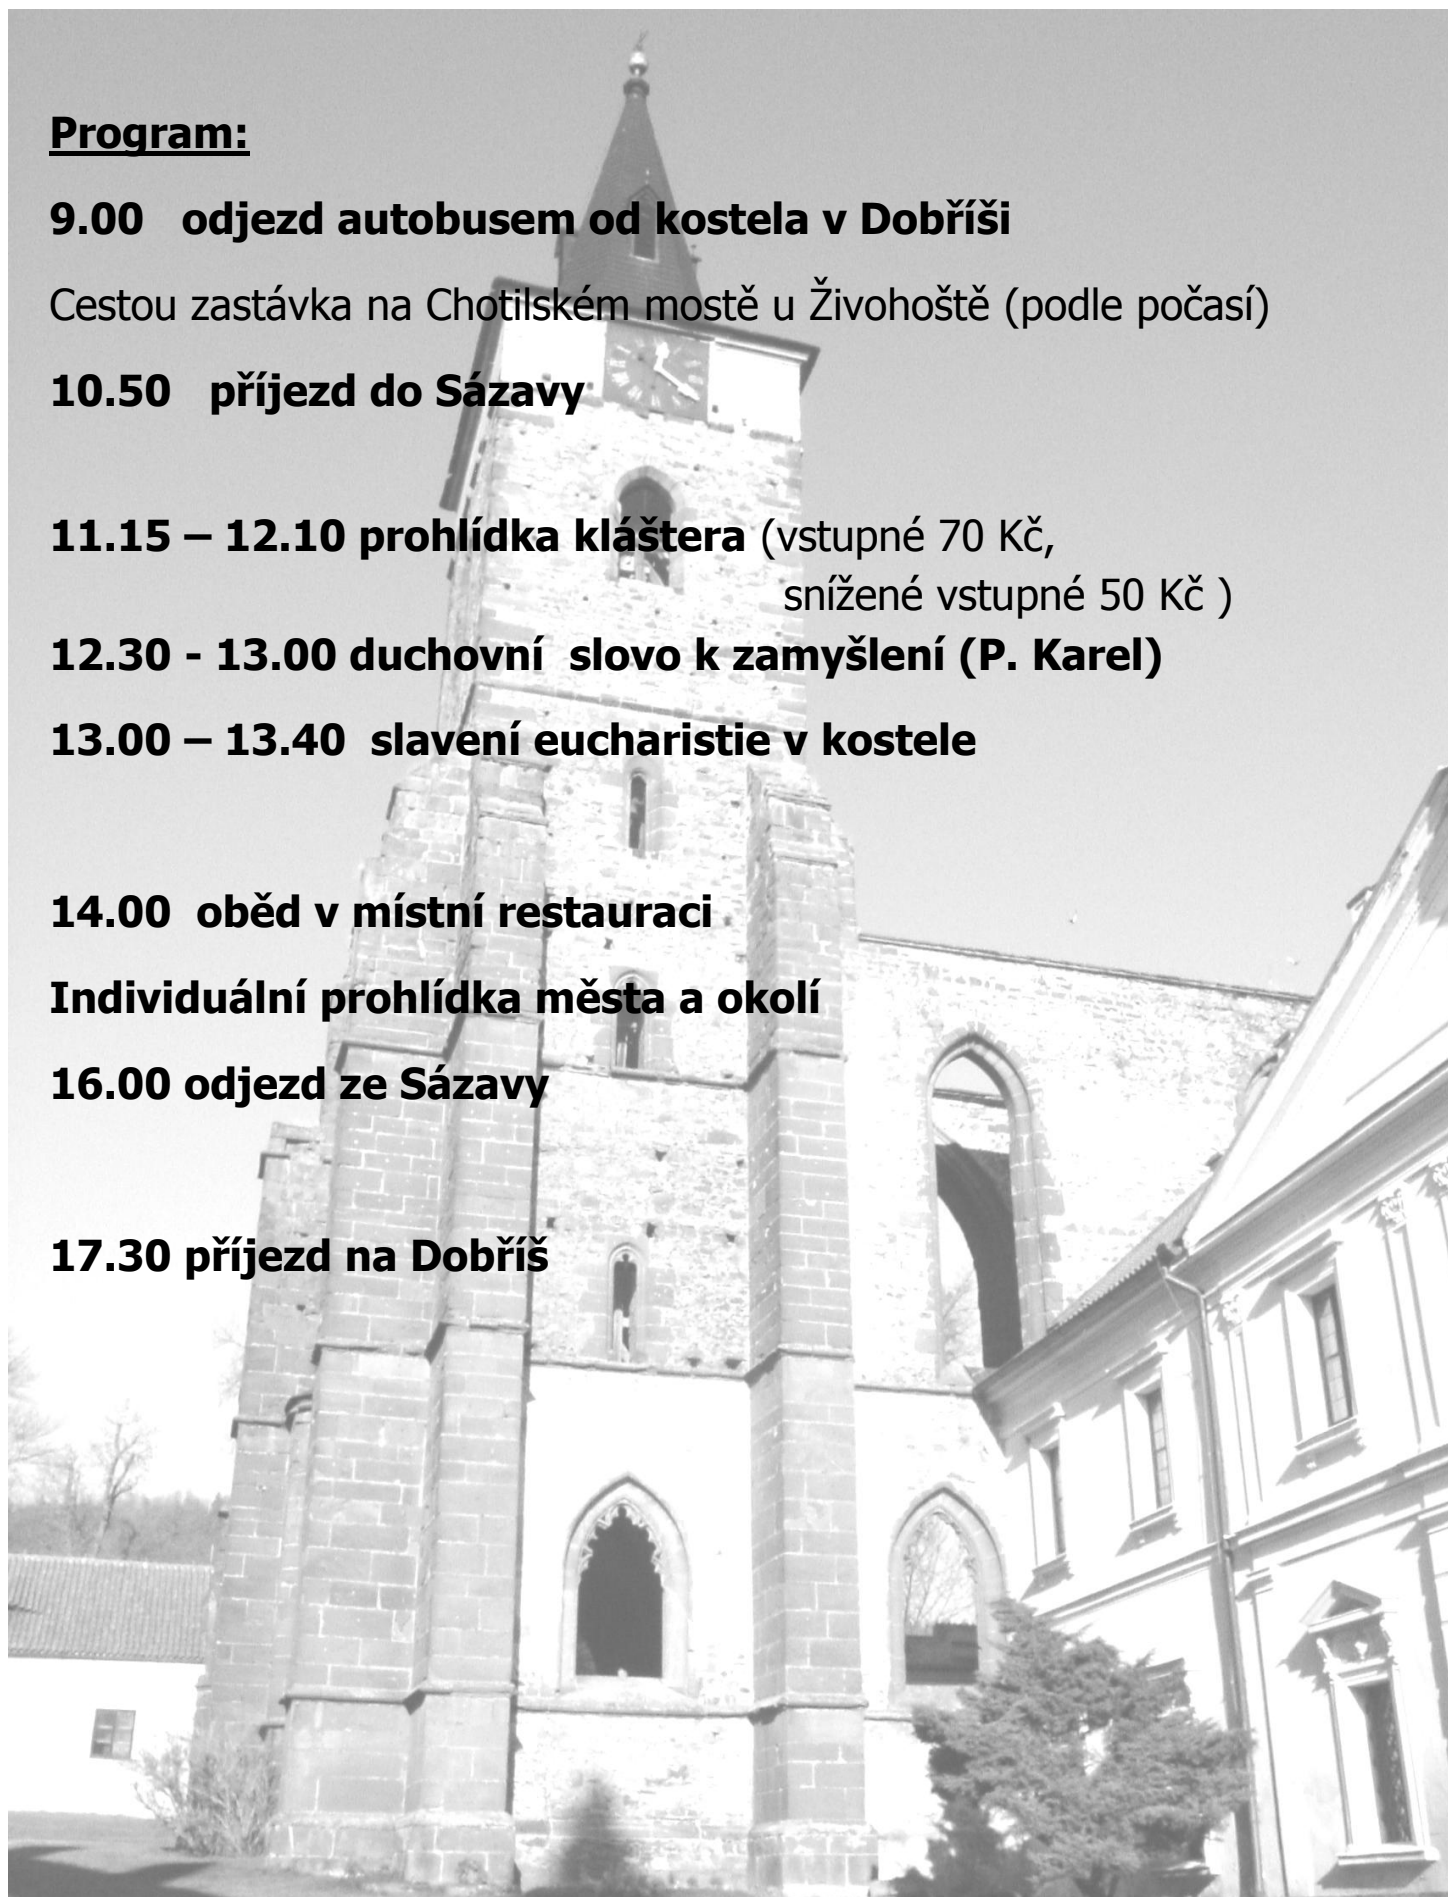 Program:
9.00 odjezd autobusem od kostela v Dobříši
Cestou zastávka na Chotilském mostě u Živohoště (podle počasí)
10.50 příjezd do Sázavy
11.15 – 12.10 prohlídka kláštera (vstupné 70 Kč,
snížené vstupné 50 Kč )
12.30 - 13.00 duchovní slovo k zamyšlení (P. Karel)
13.00 – 13.40 slavení eucharistie v kostele
14.00 oběd v místní restauraci
Individuální prohlídka města a okolí
16.00 odjezd ze Sázavy
17.30 příjezd na Dobříš